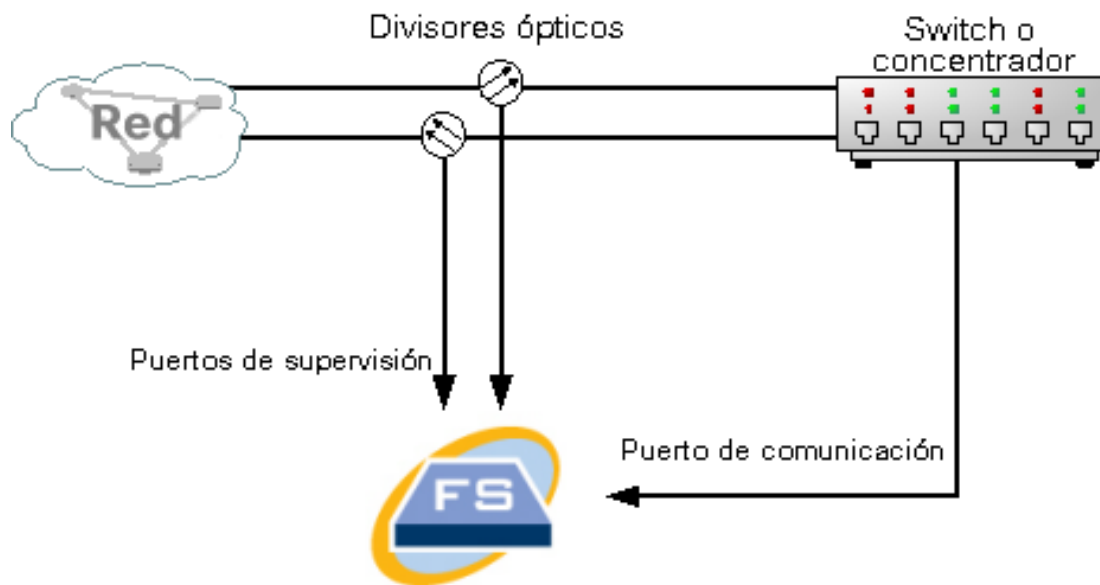 Divisores ópticos
Switch o
concentrador
Red
Puertos de supervisión
Puerto de comunicación
FS